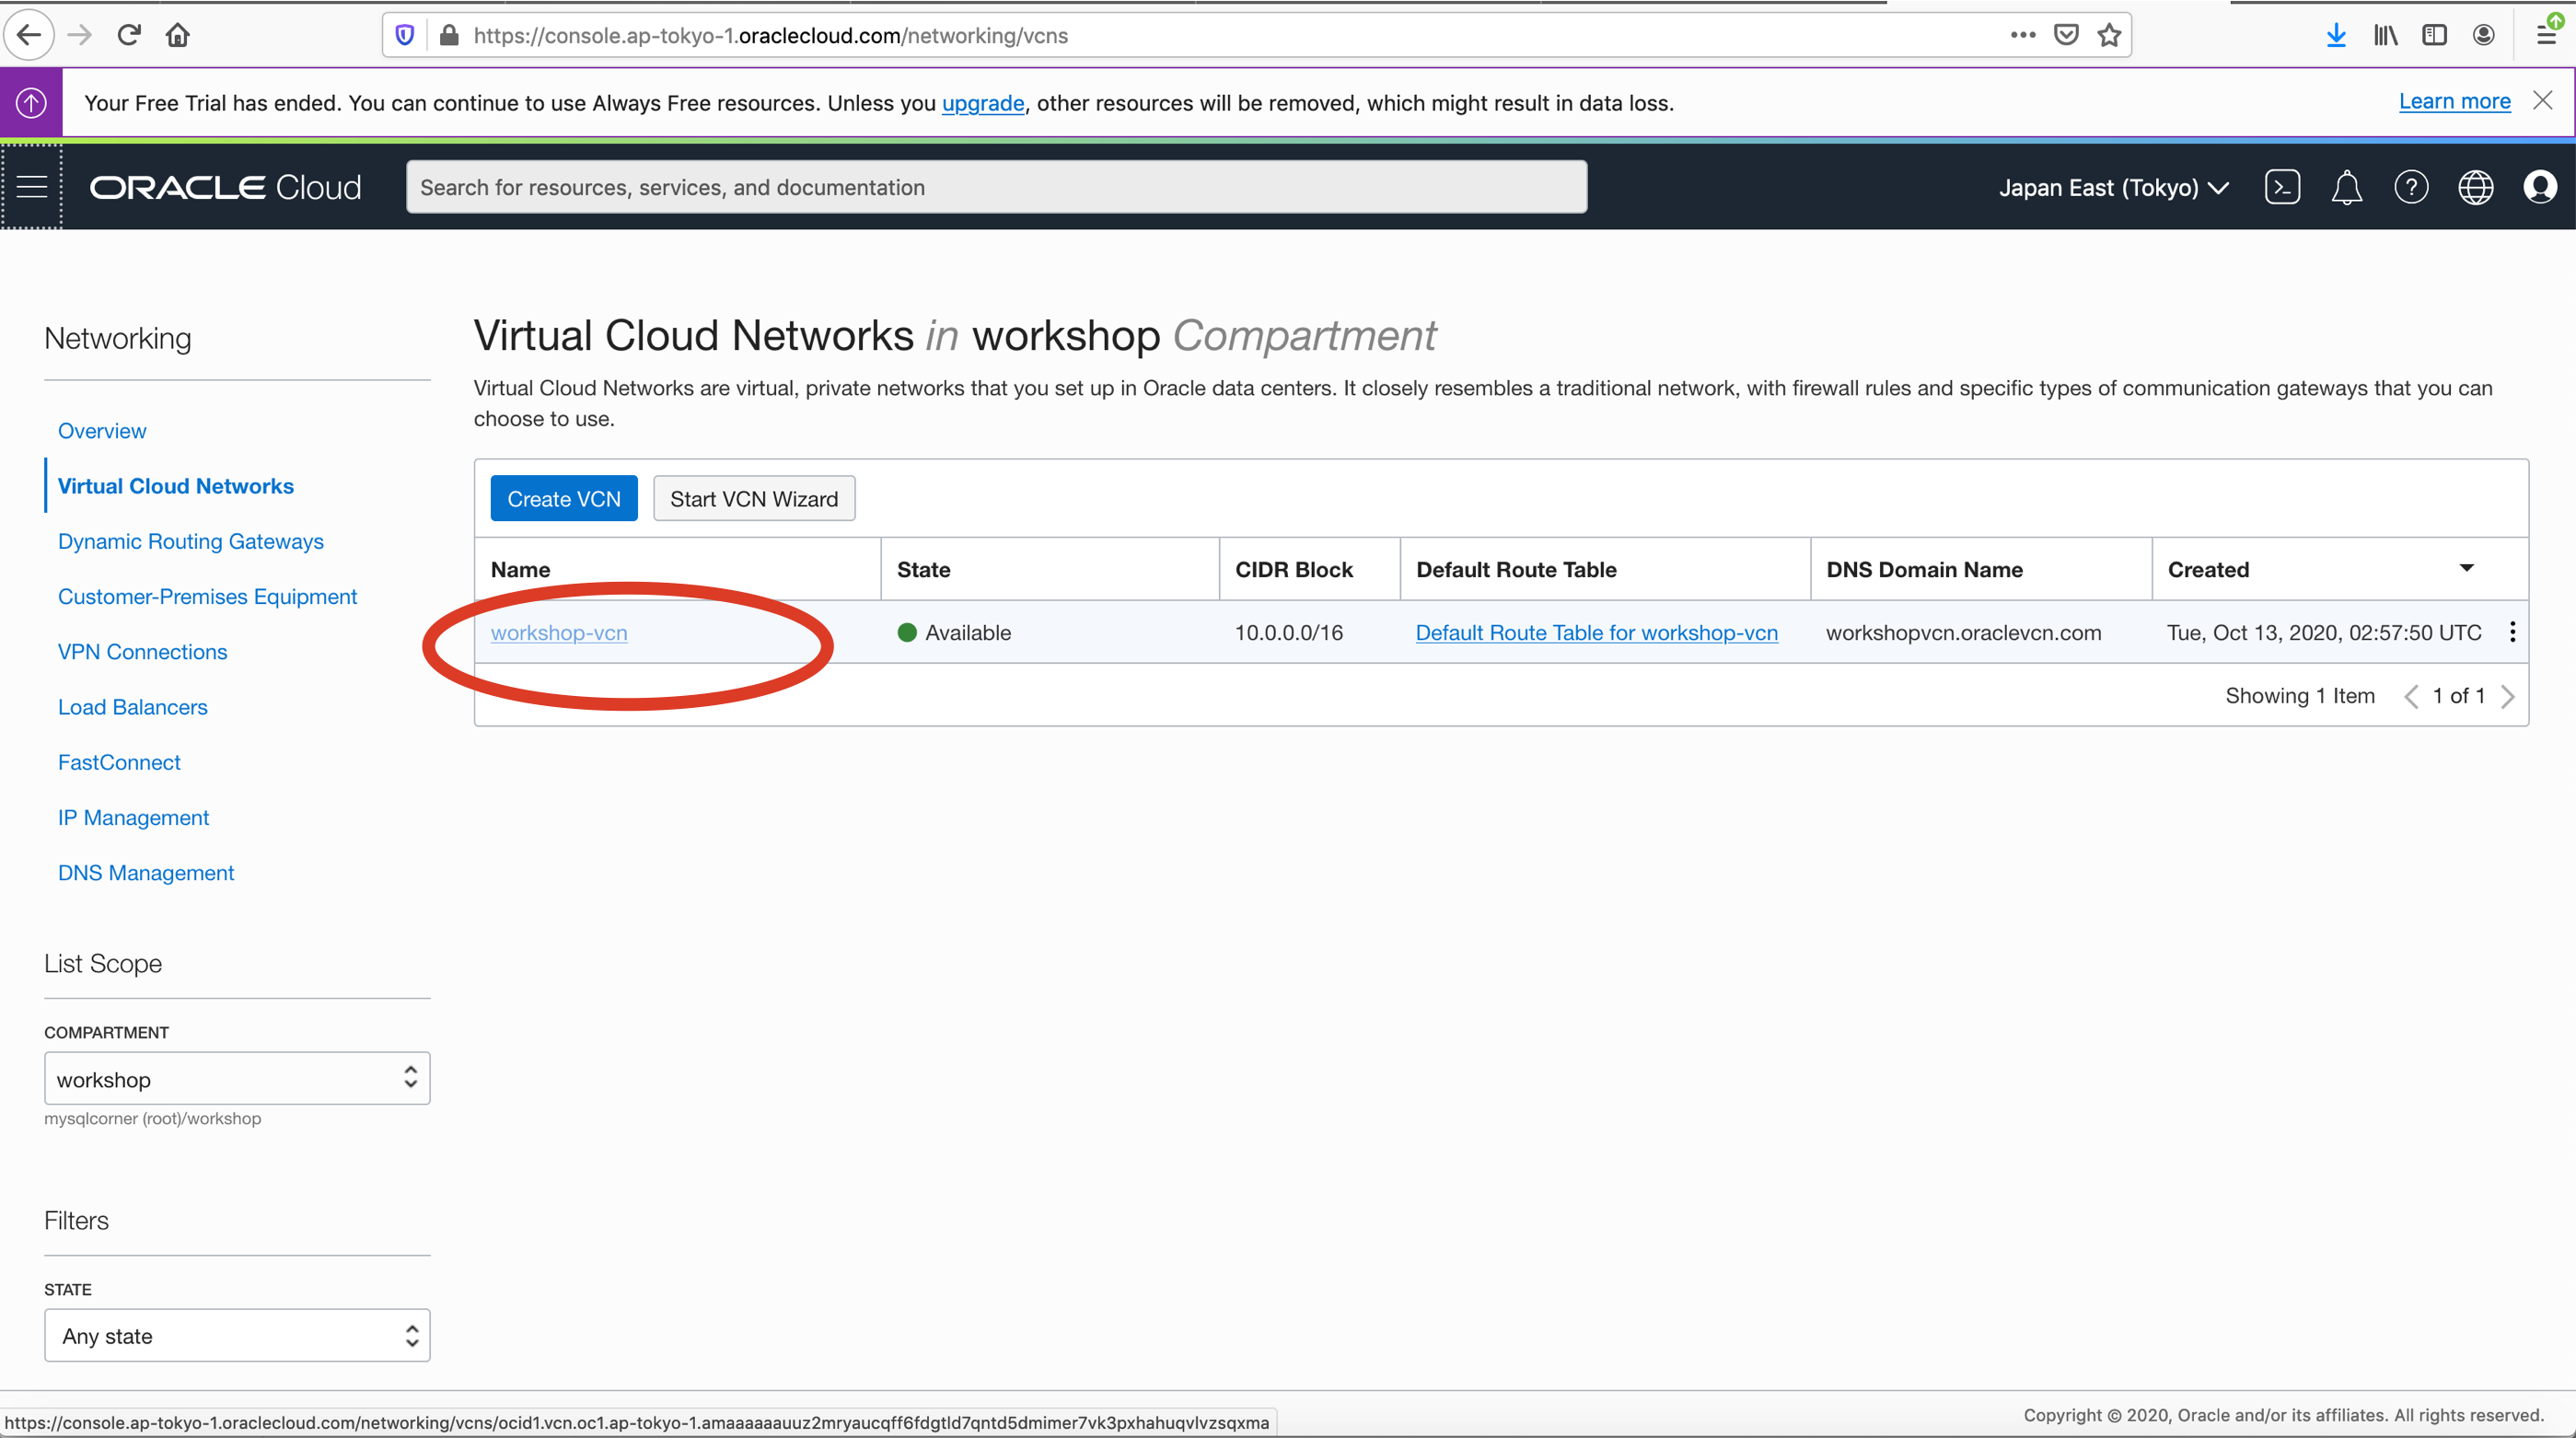 https://console.ap-tokyo-1.oraclecloud.com/networking/vcns
Your Free Trial has ended. You can continue to use Always Free resources. Unless you upgrade, other resources will be removed, which might result in data loss.
Learn more
ORACLE Cloud
Search for resources, services, and documentation
Japan East (Tokyo)
Networking
Overview
Virtual Cloud Networks
Dynamic Routing Gateways
Customer-Premises Equipment
VPN Connections
Load Balancers
FastConnect
IP Management
DNS Management
List Scope
COMPARTMENT
workshop
mysqlcorner (root)/workshop
Filters
STATE
Any state
Virtual Cloud Networks in workshop Compartment
Virtual Cloud Networks are virtual, private networks that you set up in Oracle data centers. It closely resembles a traditional network, with firewall rules and specific types of communication gateways that you can
choose to use.
Create VCN Start VCN Wizard
Name State CIDR Block Default Route Table DNS Domain Name Created
workshop-vcn Available 10.0.0.0/16 Default Route Table for workshop-vcn workshopvcn.oraclevcn.com Tue, Oct 13, 2020, 02:57:50 UTC
Showing 1 Item 1 of 1
https://console.ap-tokyo-1.oraclecloud.com/networking/vcns/ocid1.vcn.oc1.ap-tokyo-1.amaaaaaauuz2mryaucqff6fdgtld7qntd5dmimer7vk3pxhahuqvlvzsqxma
Copyright © 2020, Oracle and/or its affiliates. All rights reserved.